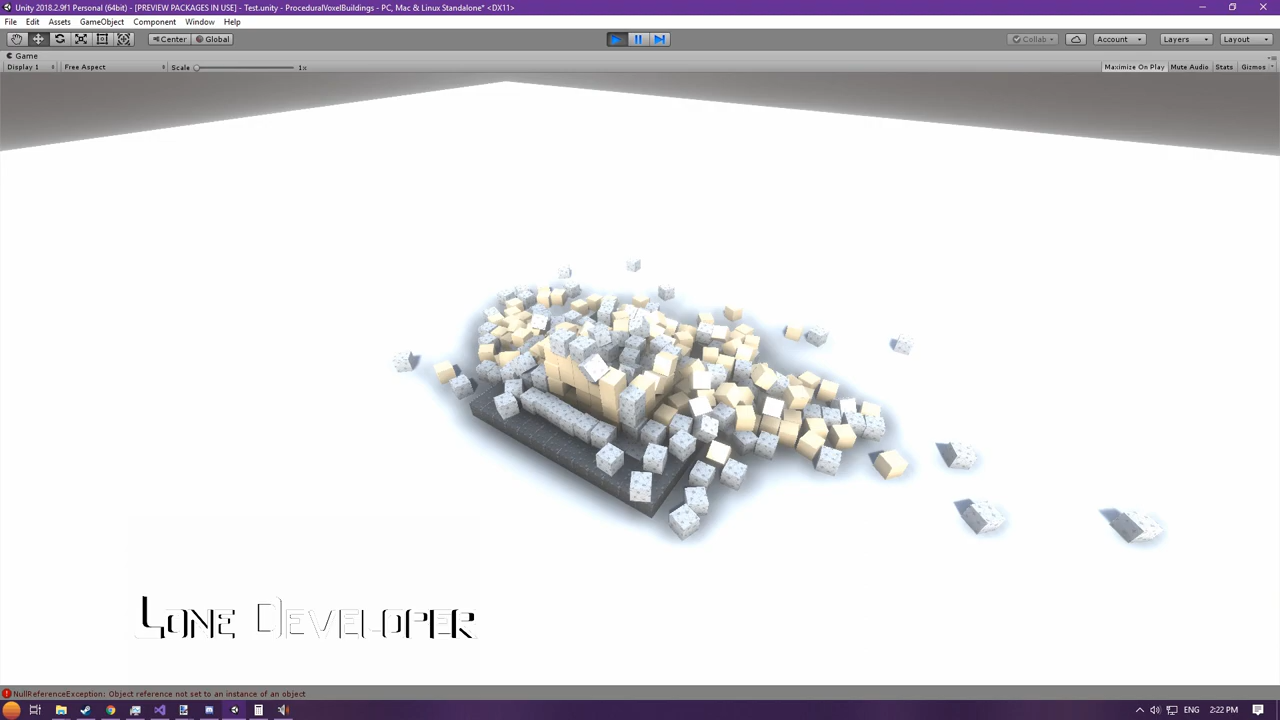 Unity 2018.2.9f1 Personal (64bit) - [PREVIEW PACKAGES IN USE] - Test.unity - ProceduralVoxelBuildings - PC, Mac & Linux Standalone* <DX11>
File Edit Assets GameObject Component Window Help
Center Global Collab Account Layers Layout
Game
Display 1 Free Aspect Scale 1x Maximize On Play Mute Audio Stats Gizmos
LONE DEVELOPER
NullReferenceException: Object reference not set to an instance of an object
ENG 2:22 PM